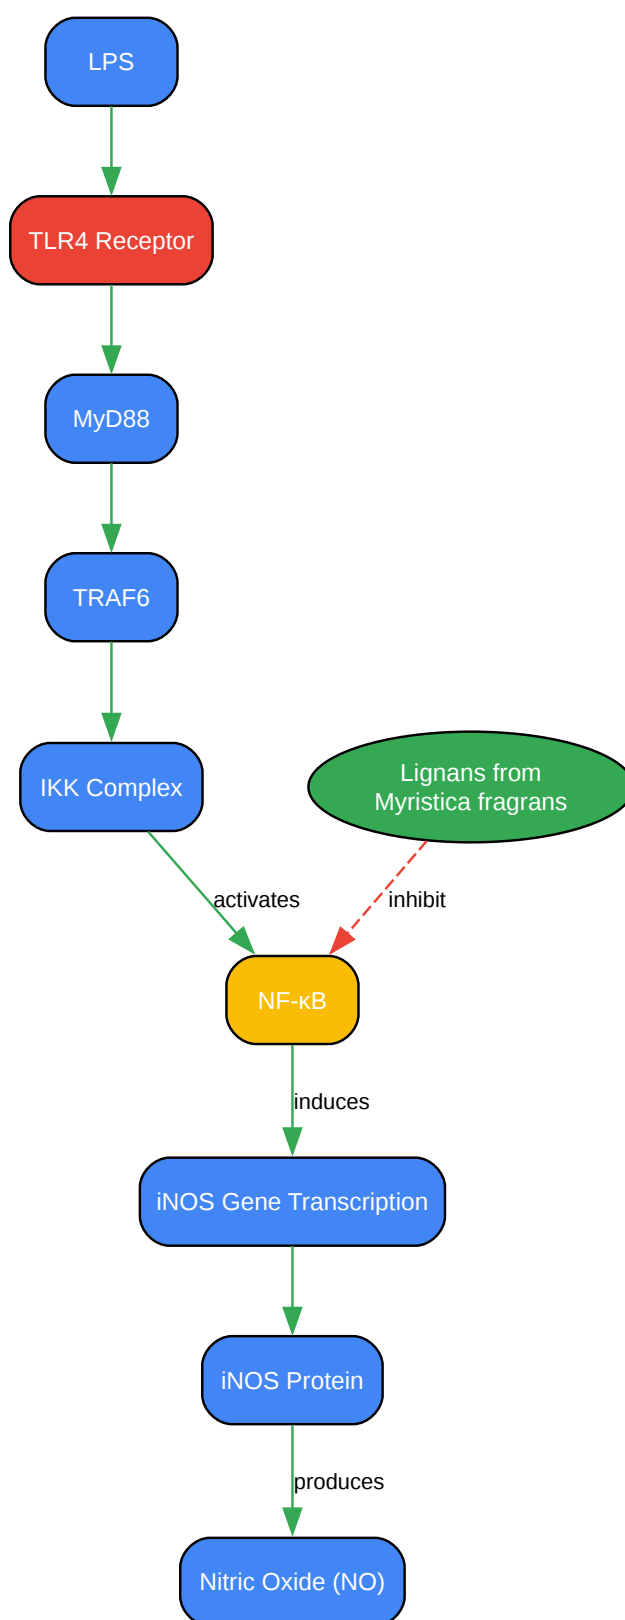 LPS
TLR4 Receptor
MyD88
TRAF6
IKK Complex
Lignans from
Myristica fragrans
activates
inhibit
NF-κB
induces
iNOS Gene Transcription
iNOS Protein
produces
Nitric Oxide (NO)